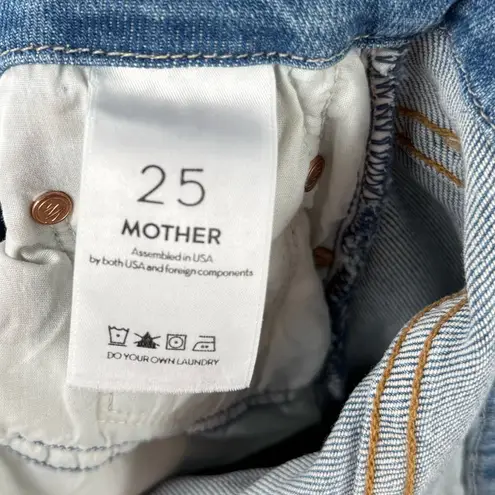 25
MOTHER
Assembled in USA
by both USA and foreign components
DO YOUR OWN LAUNDRY